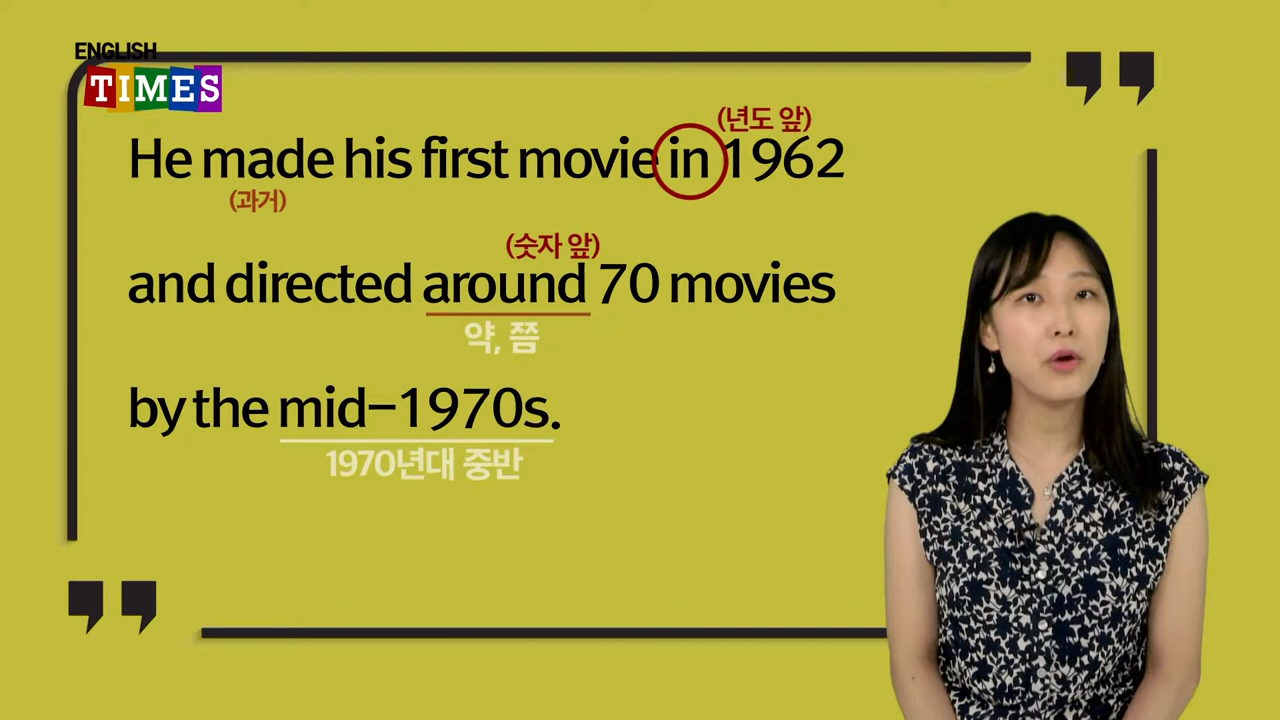 ENGLISH
TIMES
(년도 앞)
He made his first movie in 1962
(과거)
(숫자 앞)
and directed around 70 movies
약, 쯤
by the mid-1970s.
1970년대 중반